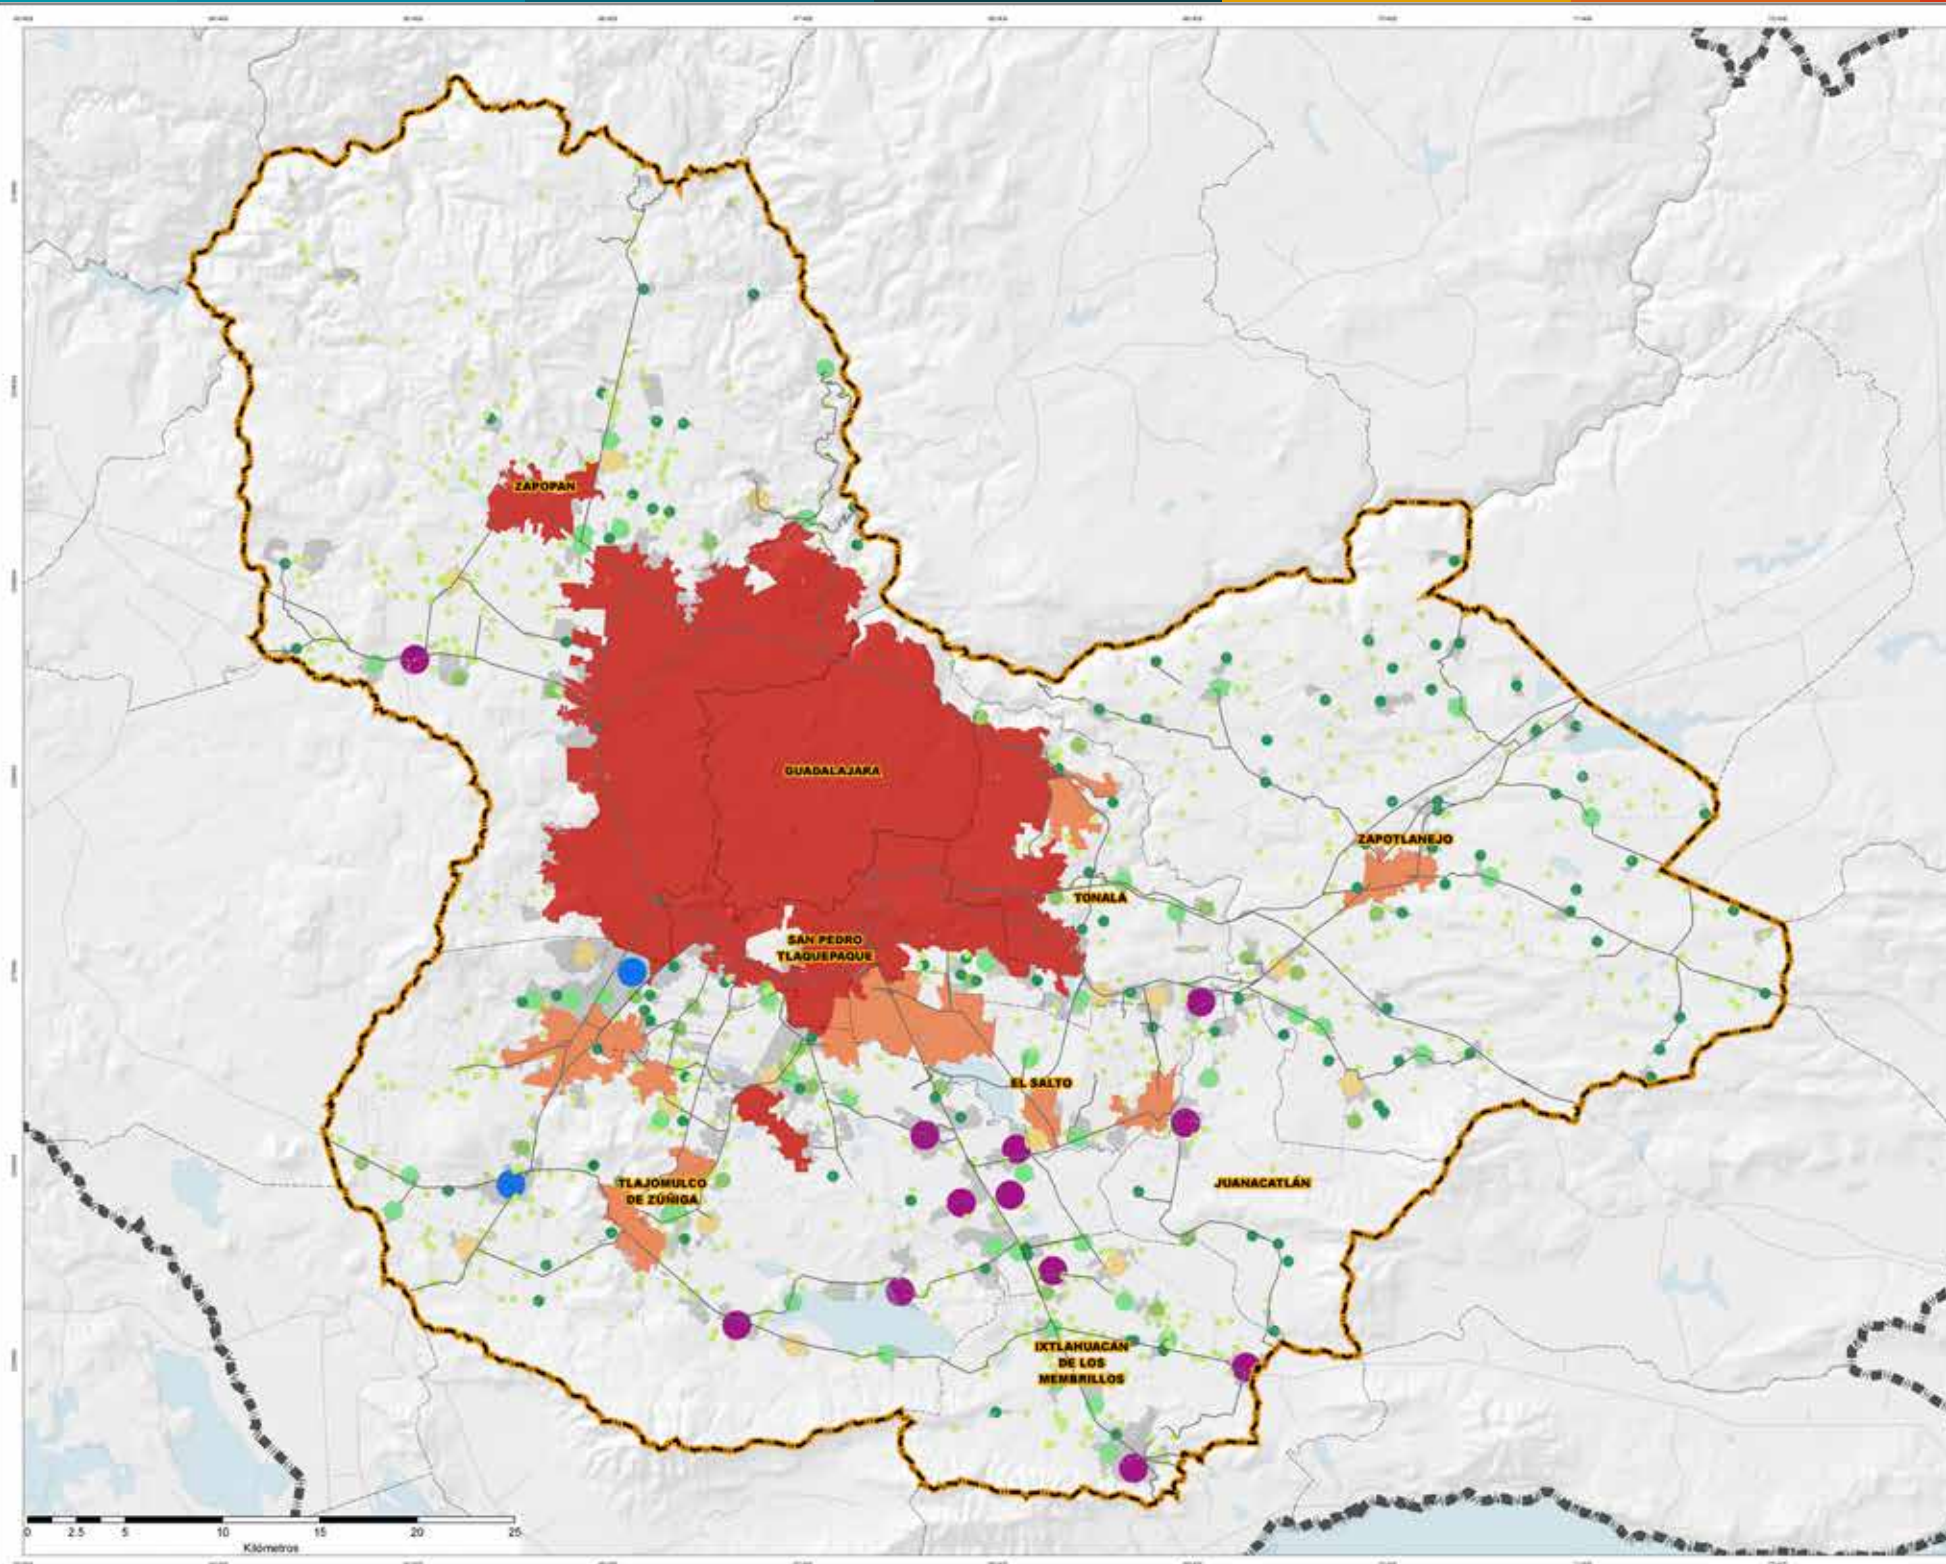 ZAPOPAN
GUADALAJARA
ZAPOTLANEJO
TONALÁ
SAN PEDRO
TLAQUEPAQUE
EL SALTO
TLAJOMULCO
DE ZÚÑIGA
JUANACATLÁN
IXTLAHUACÁN
DE LOS
MEMBRILLOS
0 2.5 5 10 15 20 25
Kilómetros